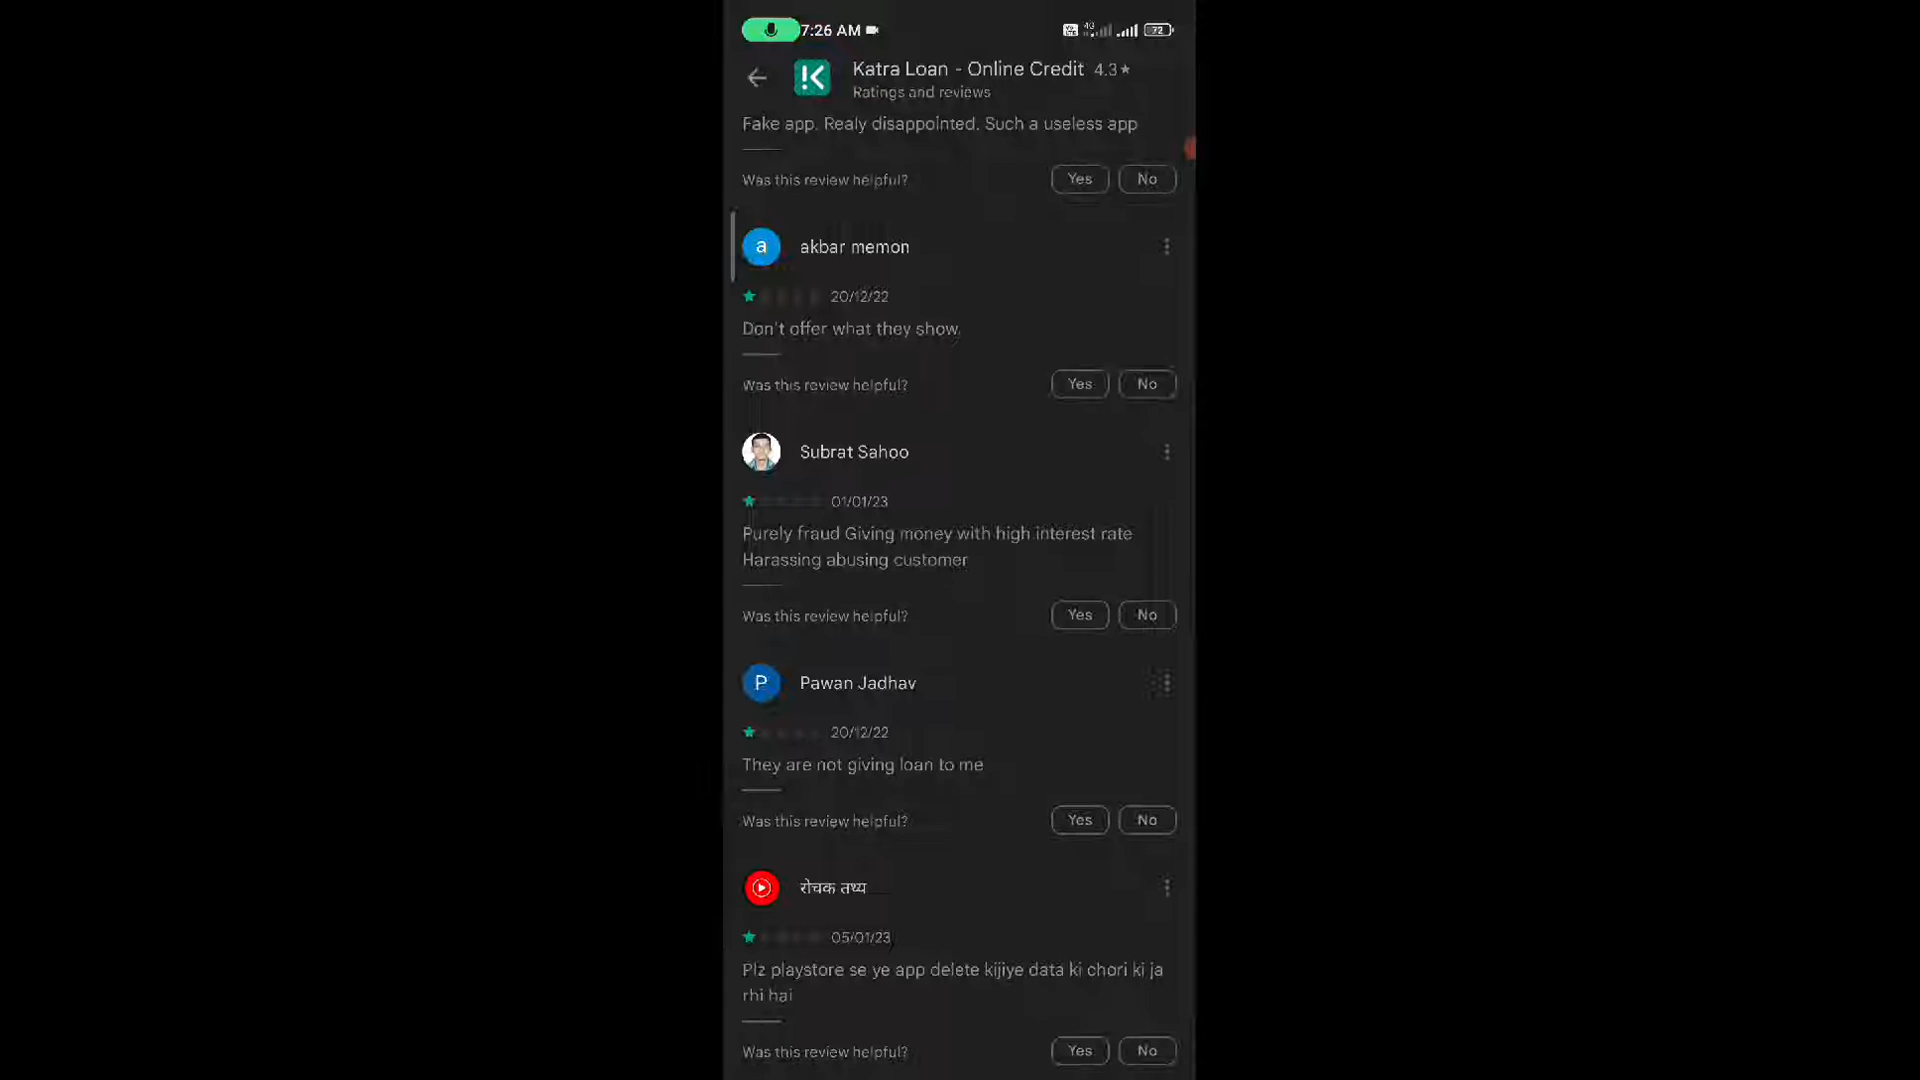 7:26 AM
4G
72
Katra Loan - Online Credit 4.3★
Ratings and reviews
Fake app. Realy disappointed. Such a useless app
Was this review helpful? Yes No
a akbar memon
20/12/22
Don't offer what they show.
Was this review helpful? Yes No
Subrat Sahoo
01/01/23
Purely fraud Giving money with high interest rate
Harassing abusing customer
Was this review helpful? Yes No
P Pawan Jadhav
20/12/22
They are not giving loan to me
Was this review helpful? Yes No
रोचक तथ्य
05/01/23
Plz playstore se ye app delete kijiye data ki chori ki ja
rhi hai
Was this review helpful? Yes No